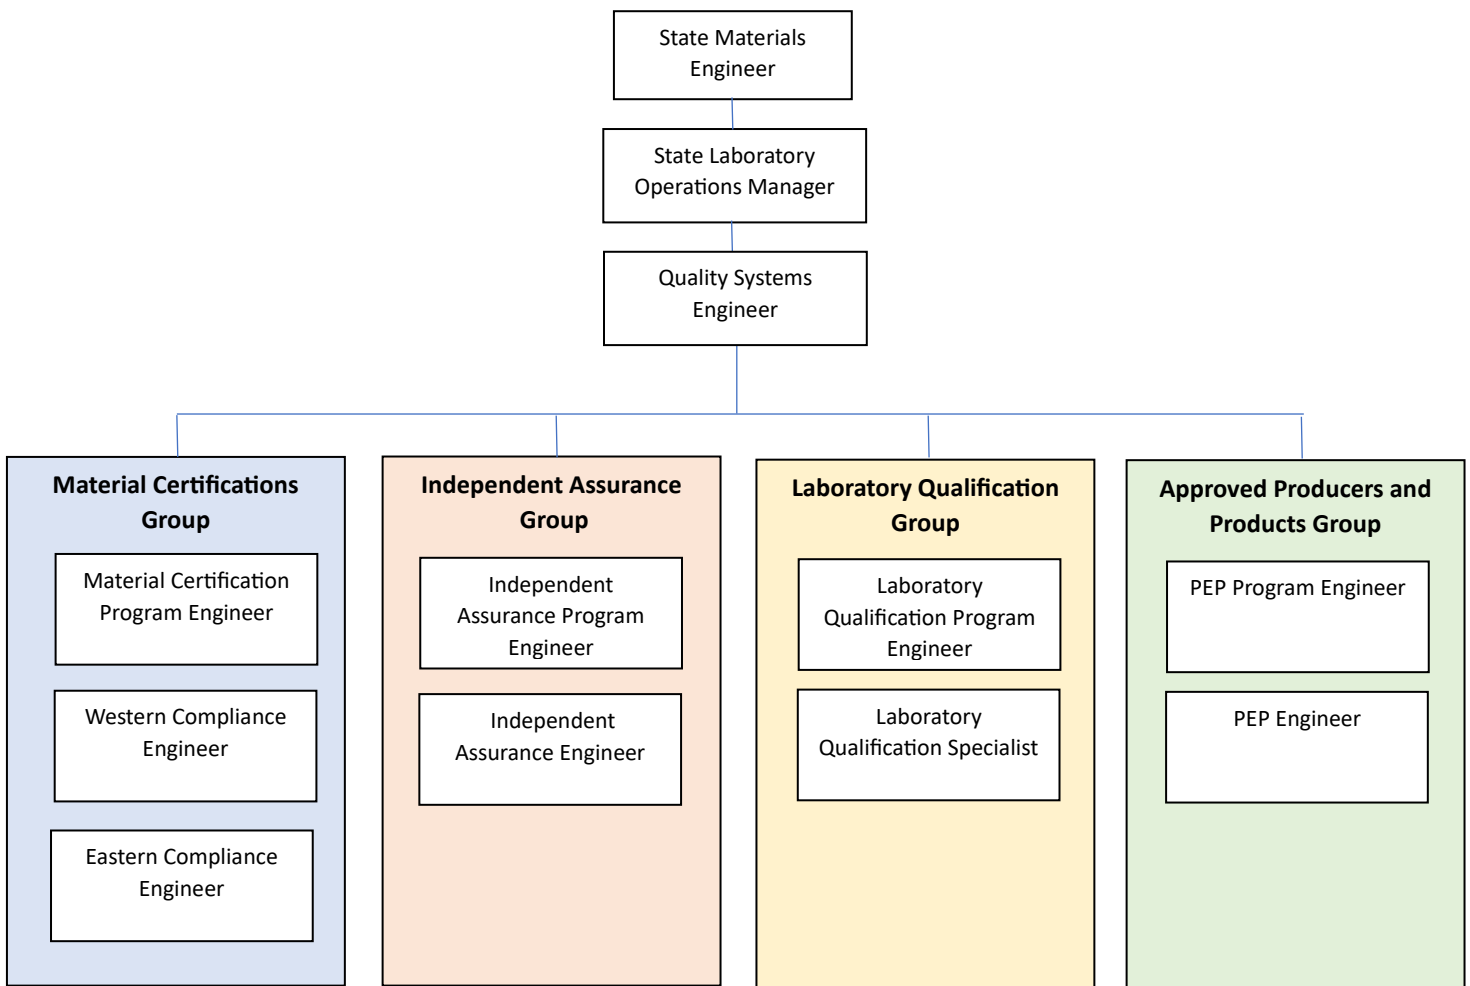 State Materials
Engineer
State Laboratory
Operations Manager
Quality Systems
Engineer
Material Certifications
Group
Material Certification
Program Engineer
Western Compliance
Engineer
Eastern Compliance
Engineer
Independent Assurance
Group
Independent
Assurance Program
Engineer
Independent
Assurance Engineer
Laboratory Qualification
Group
Laboratory
Qualification Program
Engineer
Laboratory
Qualification Specialist
Approved Producers and
Products Group
PEP Program Engineer
PEP Engineer